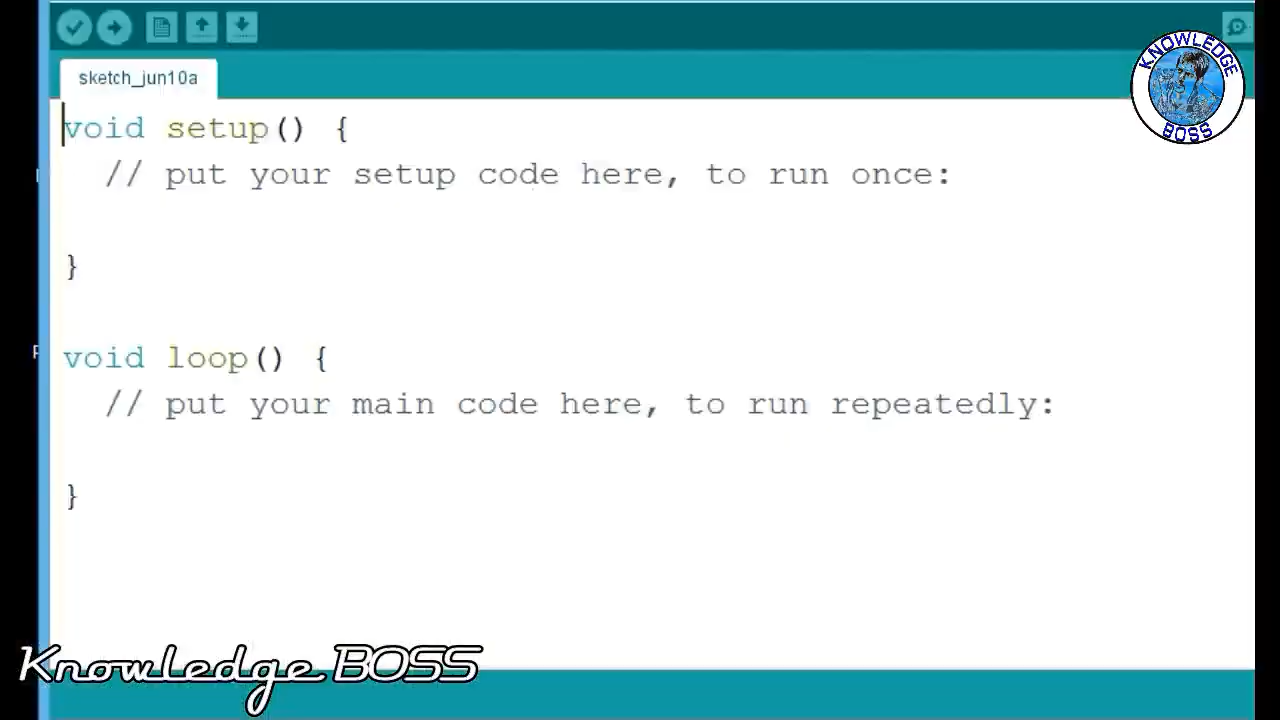 sketch_jun10a
KNOWLEDGE
BOSS
void setup() {
// put your setup code here, to run once:
}
void loop() {
// put your main code here, to run repeatedly:
}
Knowledge BOSS